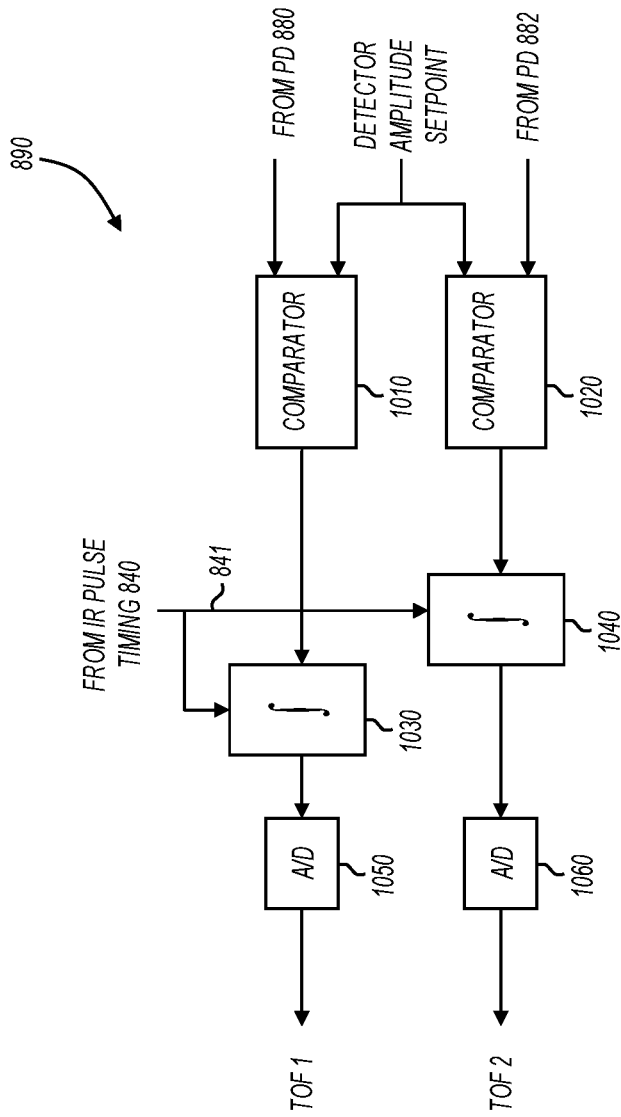 890
FROM PD 880
DETECTOR
AMPLITUDE
SETPOINT
FROM PD 882
COMPARATOR
1010
COMPARATOR
1020
FROM IR PULSE
TIMING 840
841
∫
1030
∫
1040
A/D
1050
A/D
1060
TOF 1
TOF 2